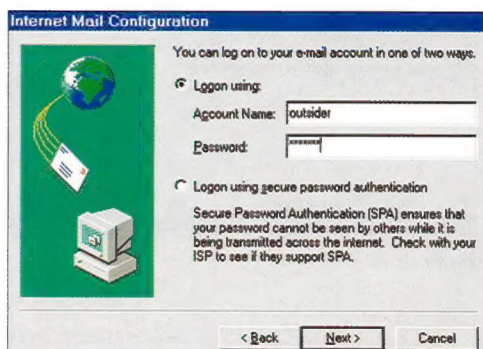 Internet Mail Configuration
You can log on to your e-mail account in one of two ways.
Logon using:
Account Name: outsider
Password: *******
Logon using secure password authentication
Secure Password Authentication (SPA) ensures that
your password cannot be seen by others while it is
being transmitted across the internet. Check with your
ISP to see if they support SPA.
< Back Next > Cancel